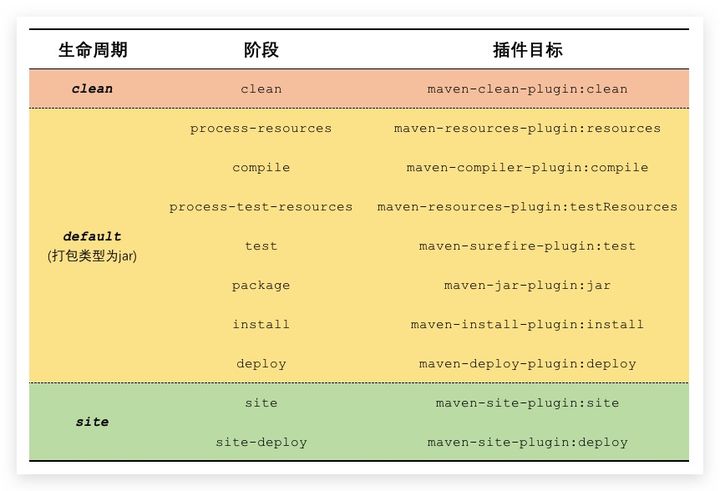 生命周期 阶段 插件目标
clean clean maven-clean-plugin:clean
process-resources maven-resources-plugin:resources
compile maven-compiler-plugin:compile
process-test-resources maven-resources-plugin:testResources
default
(打包类型为jar)
test maven-surefire-plugin:test
package maven-jar-plugin:jar
install maven-install-plugin:install
deploy maven-deploy-plugin:deploy
site
site maven-site-plugin:site
site-deploy maven-site-plugin:deploy